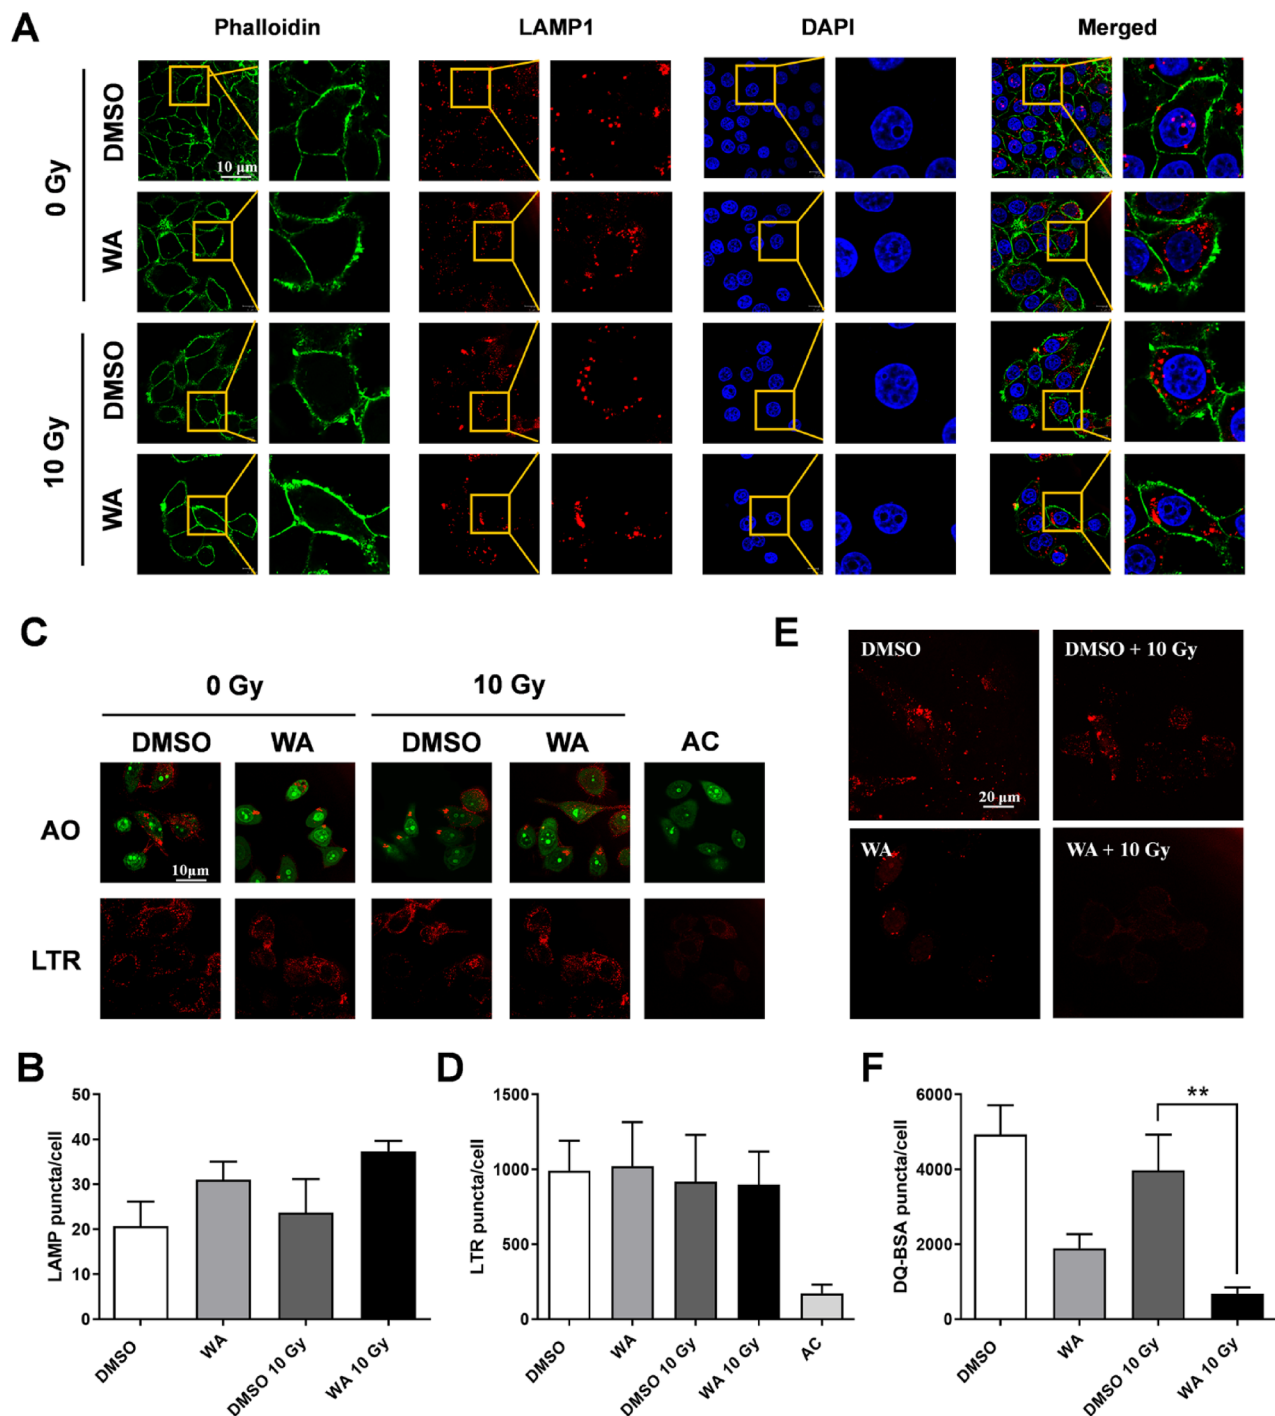 A
Phalloidin LAMP1 DAPI Merged
0 Gy
DMSO
10 μm
WA
10 Gy
DMSO
WA
C
0 Gy 10 Gy
DMSO WA DMSO WA AC
AO
10μm
LTR
E
DMSO
20 μm
DMSO + 10 Gy
WA
WA + 10 Gy
B
LAMP puncta/cell
50
40
30
20
10
0
DMSO
WA
DMSO 10 Gy
WA 10 Gy
D
LTR puncta/cell
1500
1000
500
0
DMSO
WA
DMSO 10 Gy
WA 10 Gy
AC
F
DQ-BSA puncta/cell
6000
4000
2000
0
**
DMSO
WA
DMSO 10 Gy
WA 10 Gy